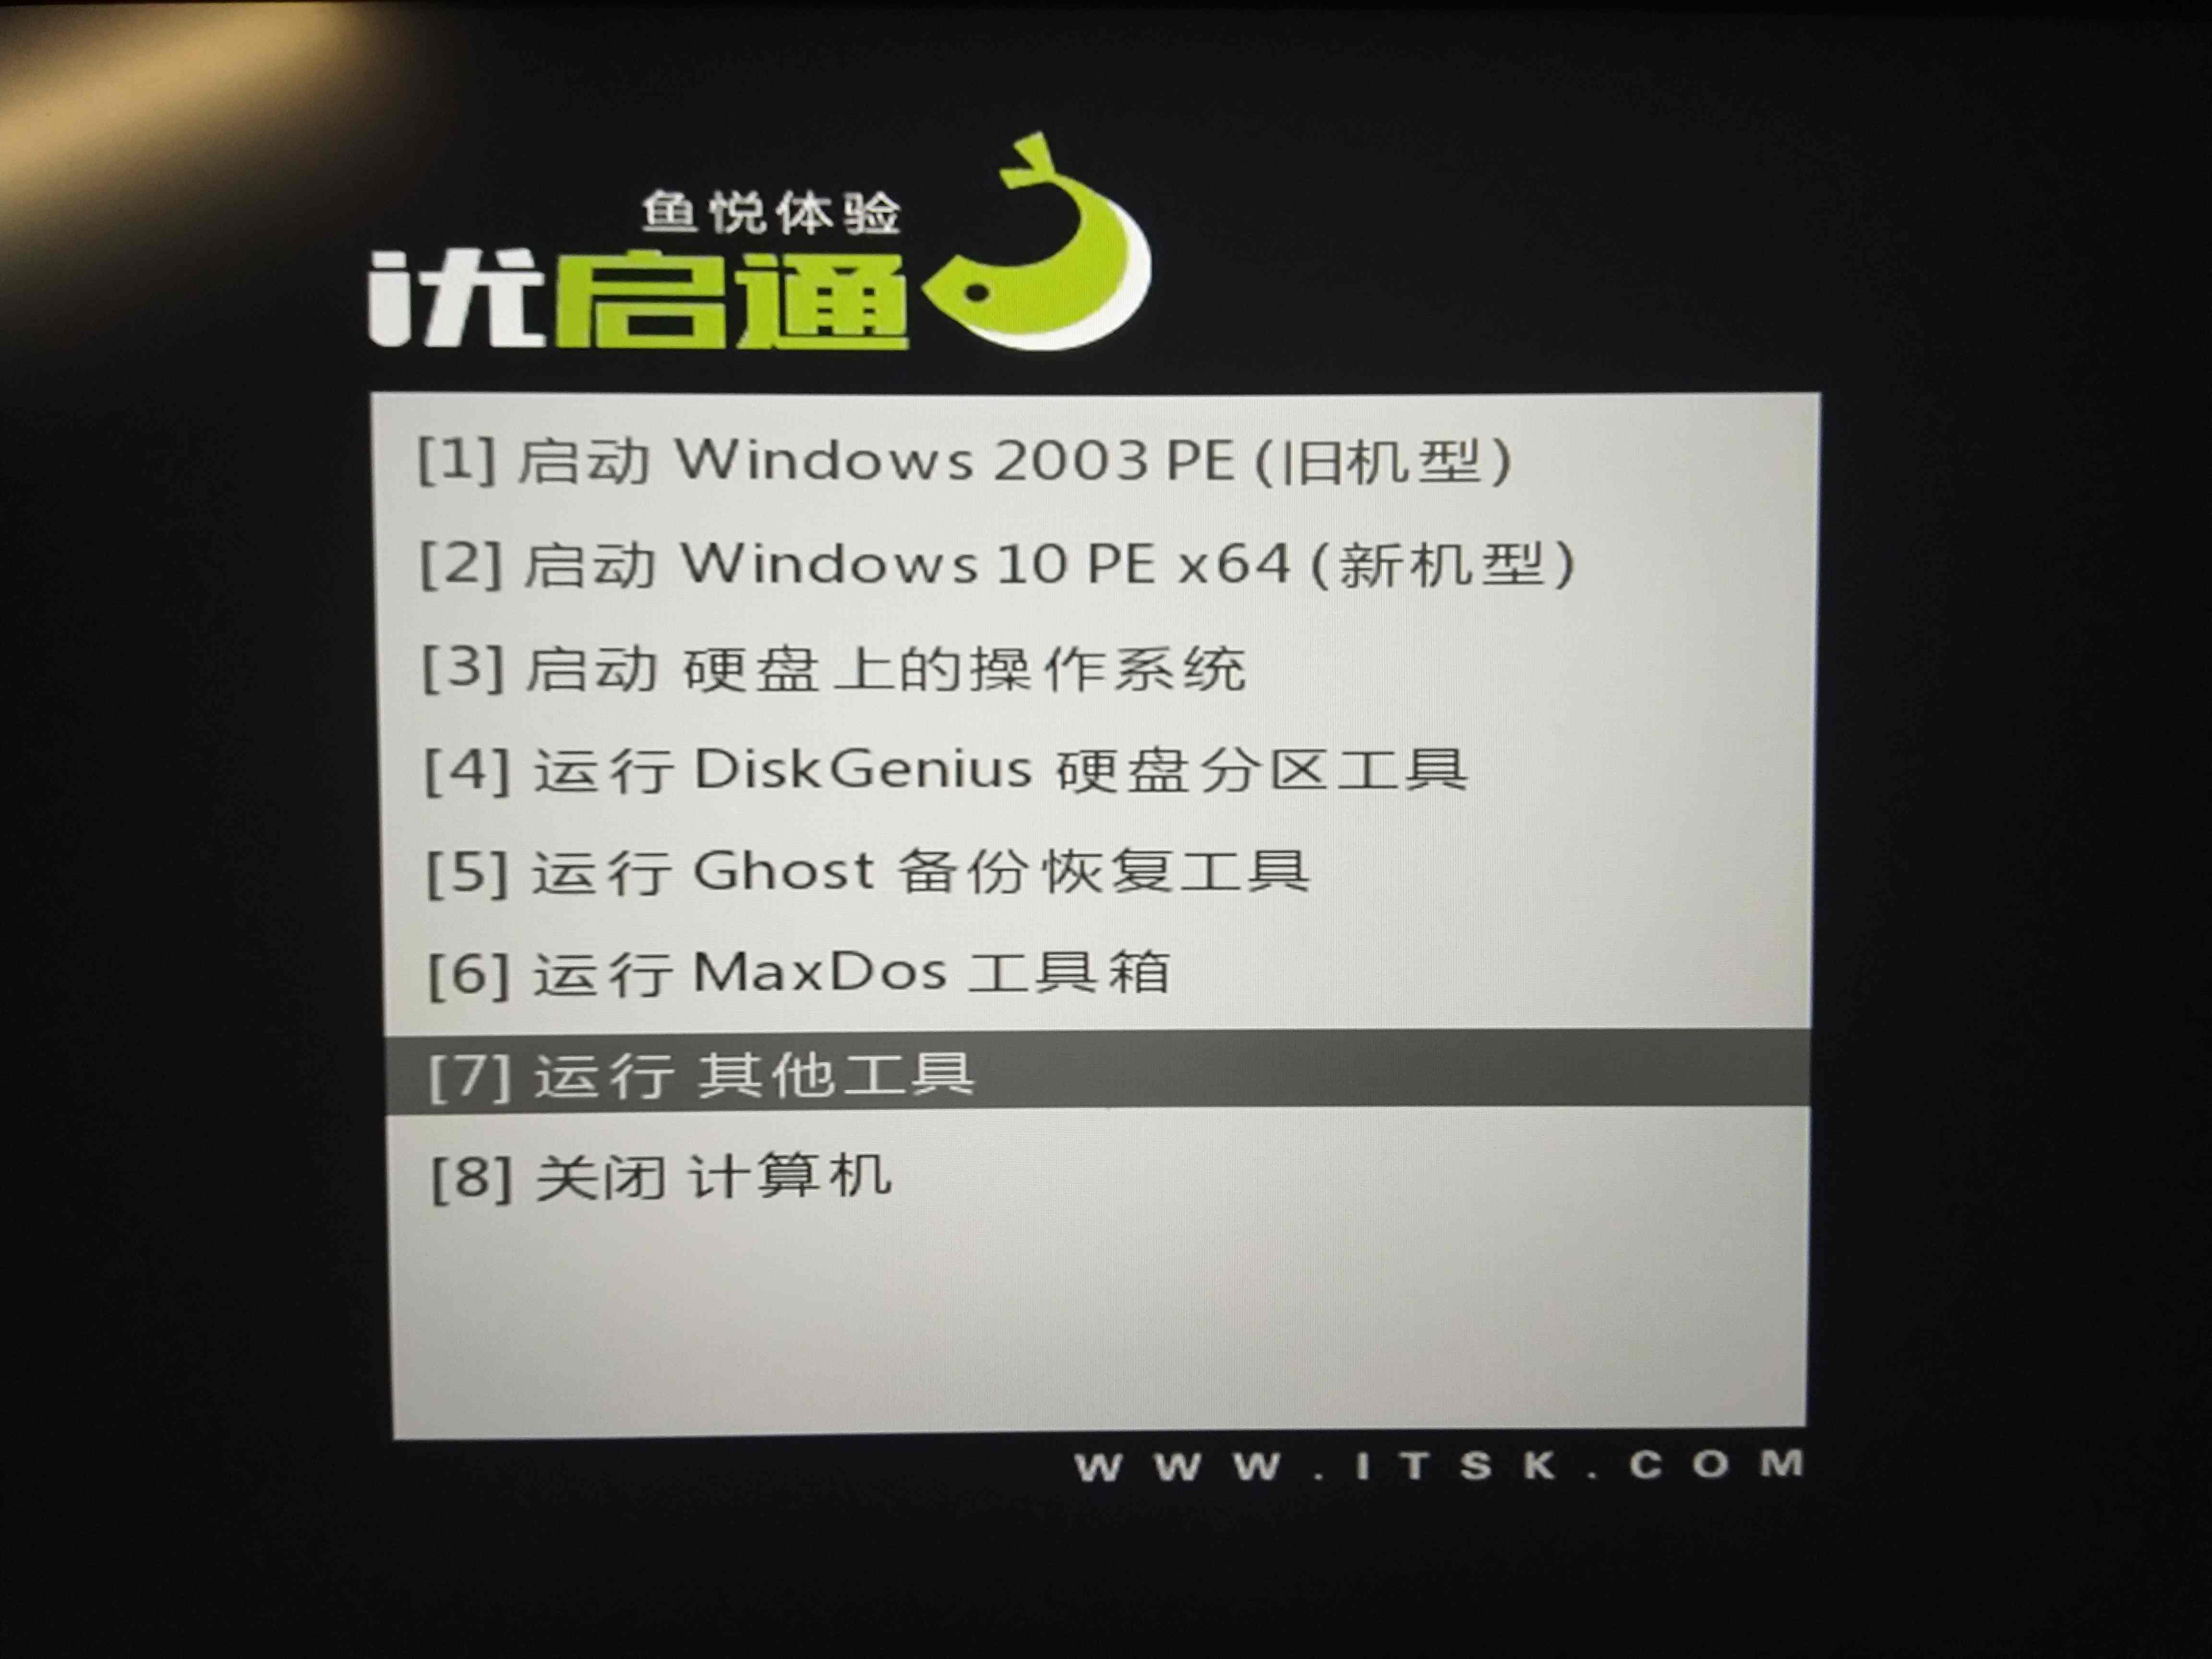 鱼悦体验
优启通
[1] 启动 Windows 2003 PE (旧机型)
[2] 启动 Windows 10 PE x64 (新机型)
[3] 启动 硬盘上的操作系统
[4] 运行 DiskGenius 硬盘分区工具
[5] 运行 Ghost 备份恢复工具
[6] 运行 MaxDos 工具箱
[7] 运行 其他工具
[8] 关闭 计算机
WWW.ITSK.COM